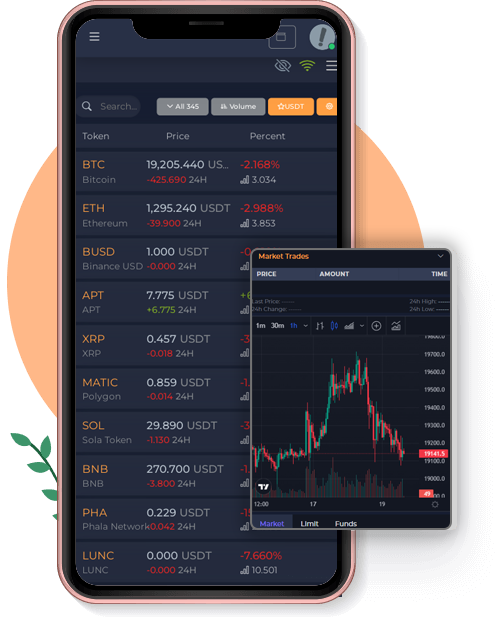 Search...
All 345
Volume
USDT
Token Price Percent
BTC 19,205.440 US... -2.168%
Bitcoin -425.690 24H 3.034
ETH 1,295.240 USDT -2.988%
Ethereum -39.900 24H 3.853
BUSD 1.000 USDT
Binance USD -0.000 24H
APT 7.775 USDT
APT +6.775 24H
XRP 0.457 USDT
XRP -0.018 24H
MATIC 0.859 USDT
Polygon -0.014 24H
SOL 29.890 USDT
Sola Token -1.130 24H
BNB 270.700 USDT
BNB -3.800 24H
PHA 0.229 USDT
Phala Network 0.042 24H
LUNC 0.000 USDT -7.660%
LUNC -0.000 24H 10.501
Market Trades
PRICE AMOUNT TIME
Last Price: 24h High:
24h Change: 24h Low:
1m 30m 1h
19700.0
19600.0
19500.0
19400.0
19300.0
19200.0
19141.5
19100.0
49
12:00 17 19
Market Limit Funds